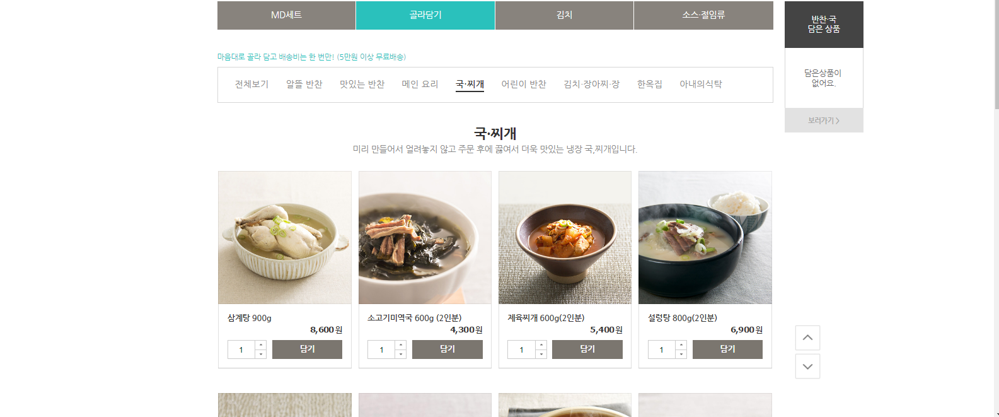 MD세트
골라담기
김치
소스·절임류
반찬·국
담은 상품
마음대로 골라 담고 배송비는 한 번만! (5만원 이상 무료배송)
전체보기 알뜰 반찬 맛있는 반찬 메인 요리 국·찌개 어린이 반찬 김치·장아찌·장 한옥집 아내의식탁
담은상품이
없어요.
보러가기 >
국·찌개
미리 만들어서 얼려놓지 않고 주문 후에 끓여서 더욱 맛있는 냉장 국,찌개입니다.
삼계탕 900g
8,600원
1
담기
소고기미역국 600g (2인분)
4,300원
1
담기
제육찌개 600g(2인분)
5,400원
1
담기
설렁탕 800g(2인분)
6,900원
1
담기